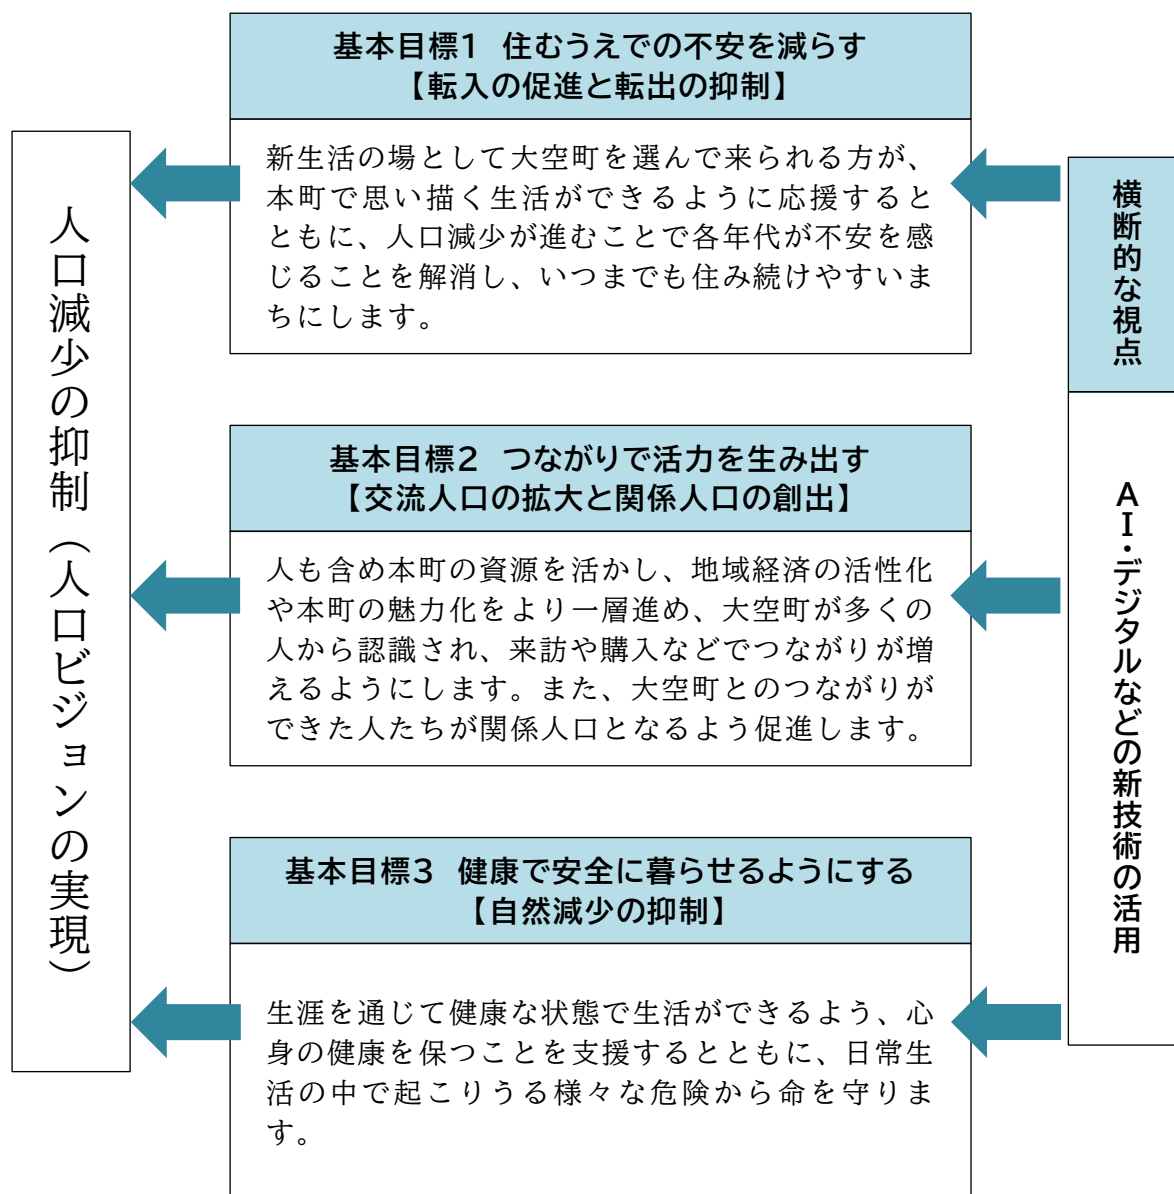 人口減少の抑制（人口ビジョンの実現）
基本目標1 住むうえでの不安を減らす
【転入の促進と転出の抑制】
新生活の場として大空町を選んで来られる方が、
本町で思い描く生活ができるように応援すると
ともに、人口減少が進むことで各年代が不安を感
じることを解消し、いつまでも住み続けやすいま
ちにします。
基本目標2 つながりで活力を生み出す
【交流人口の拡大と関係人口の創出】
人も含め本町の資源を活かし、地域経済の活性化
や本町の魅力化をより一層進め、大空町が多くの
人から認識され、来訪や購入などでつながりが増
えるようにします。また、大空町とのつながりが
できた人たちが関係人口となるよう促進します。
基本目標3 健康で安全に暮らせるようにする
【自然減少の抑制】
生涯を通じて健康な状態で生活ができるよう、心
身の健康を保つことを支援するとともに、日常生
活の中で起こりうる様々な危険から命を守りま
す。
横断的な視点
AI・デジタルなどの新技術の活用